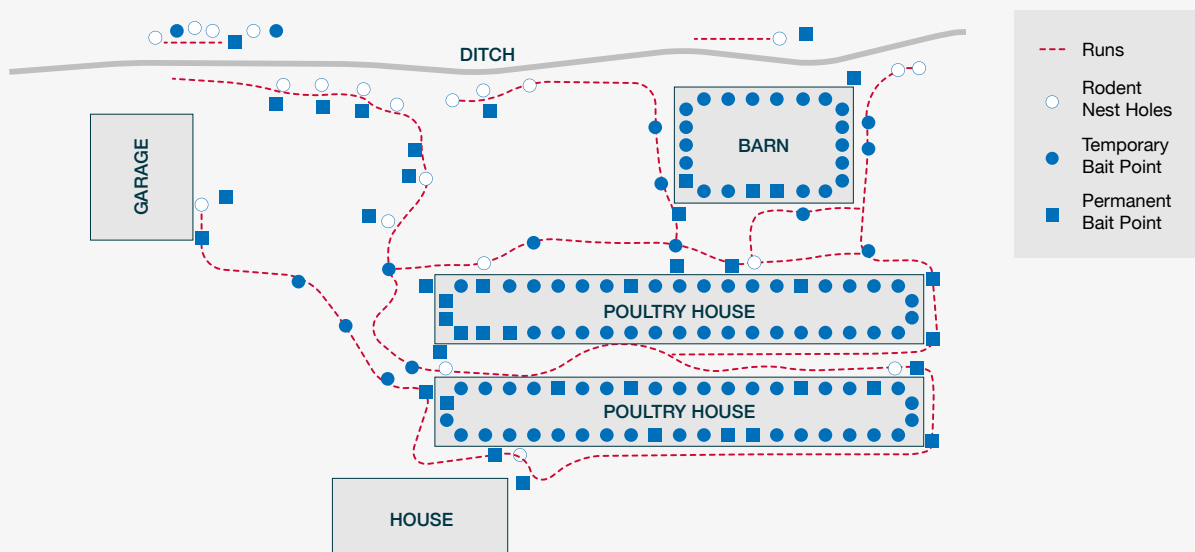 DITCH
GARAGE
BARN
POULTRY HOUSE
POULTRY HOUSE
HOUSE
Runs
Rodent
Nest Holes
Temporary
Bait Point
Permanent
Bait Point